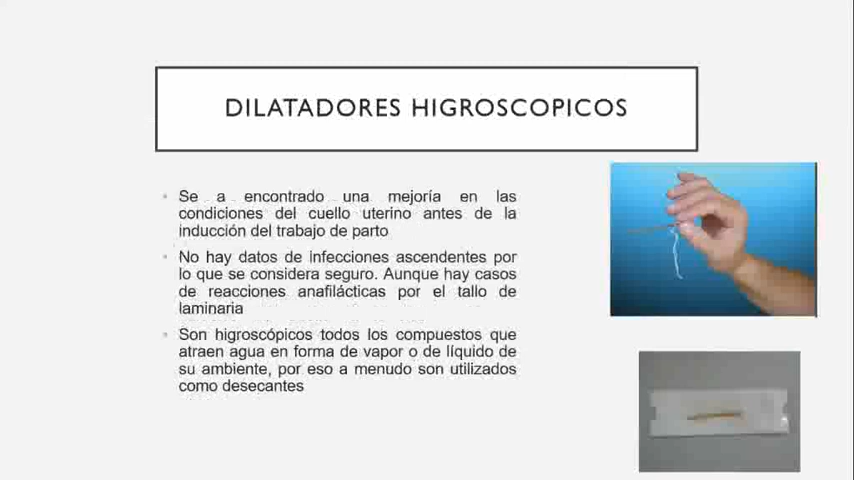 DILATADORES HIGROSCOPICOS
Se a encontrado una mejoría en las
condiciones del cuello uterino antes de la
inducción del trabajo de parto
No hay datos de infecciones ascendentes por
lo que se considera seguro. Aunque hay casos
de reacciones anafilácticas por el tallo de
laminaria
Son higroscópicos todos los compuestos que
atraen agua en forma de vapor o de líquido de
su ambiente, por eso a menudo son utilizados
como desecantes